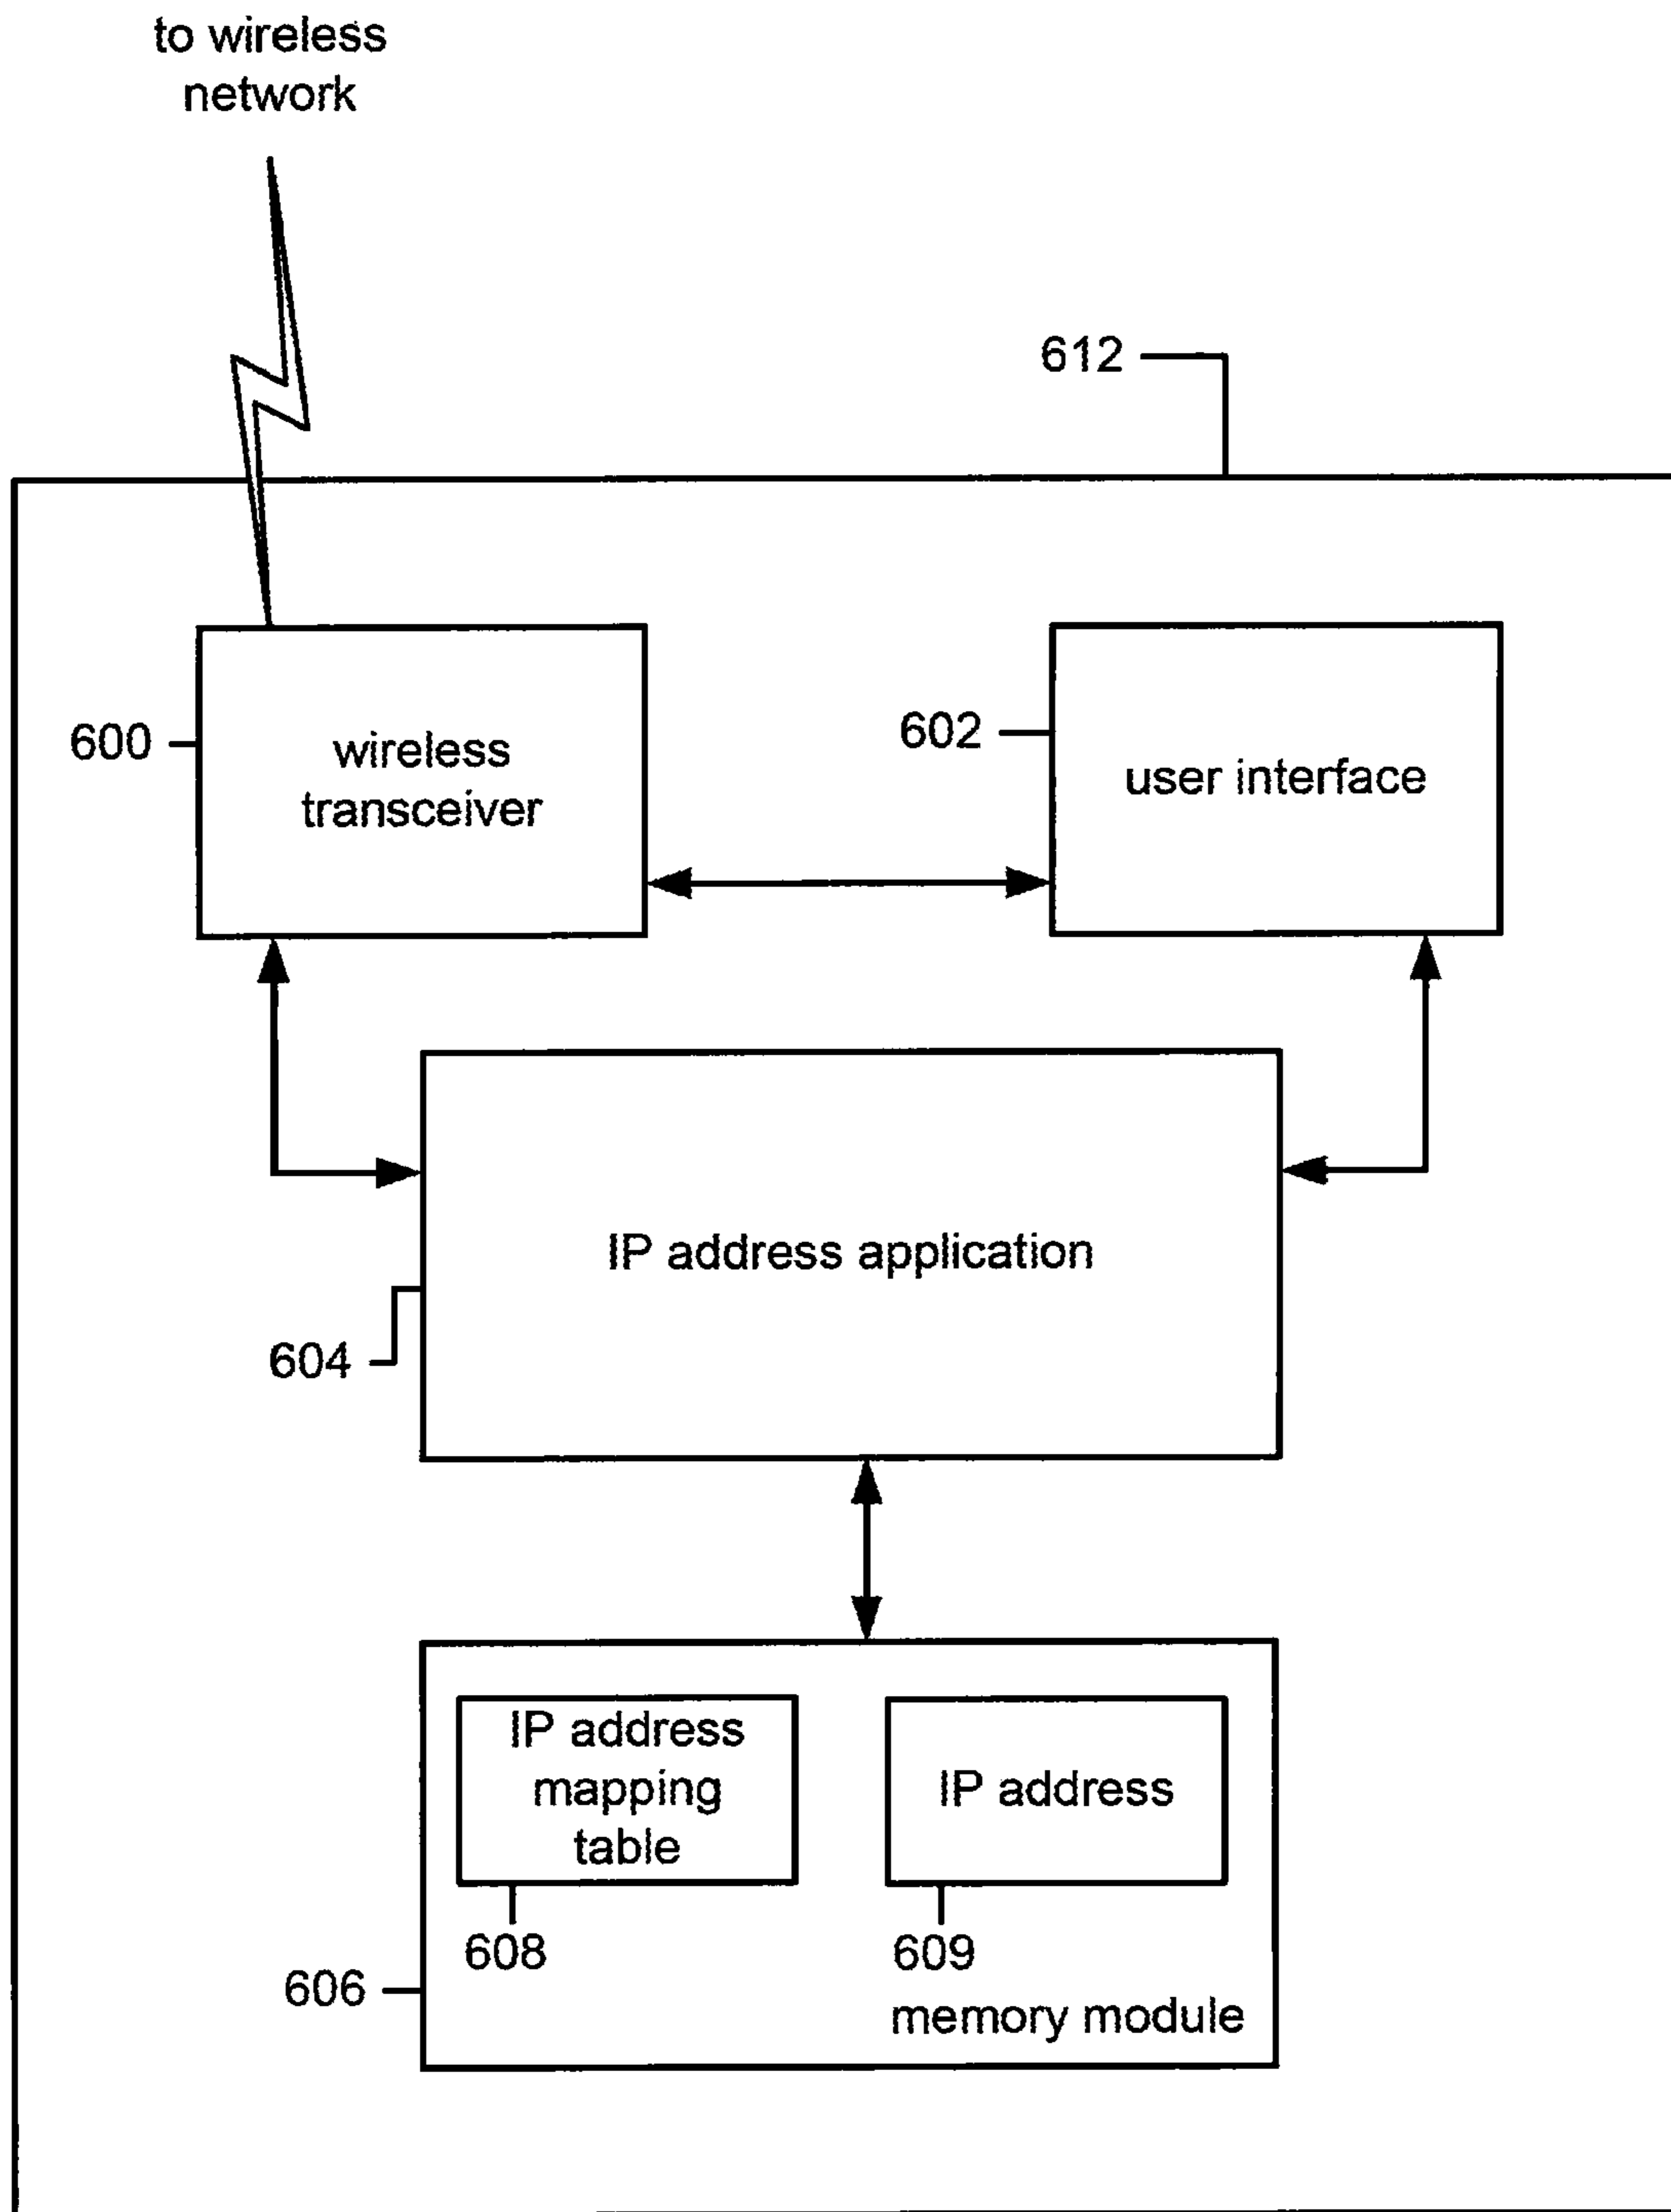 to wireless
network
612
600
wireless
transceiver
602
user interface
IP address application
604
IP address
mapping
table
IP address
608
609
606
memory module